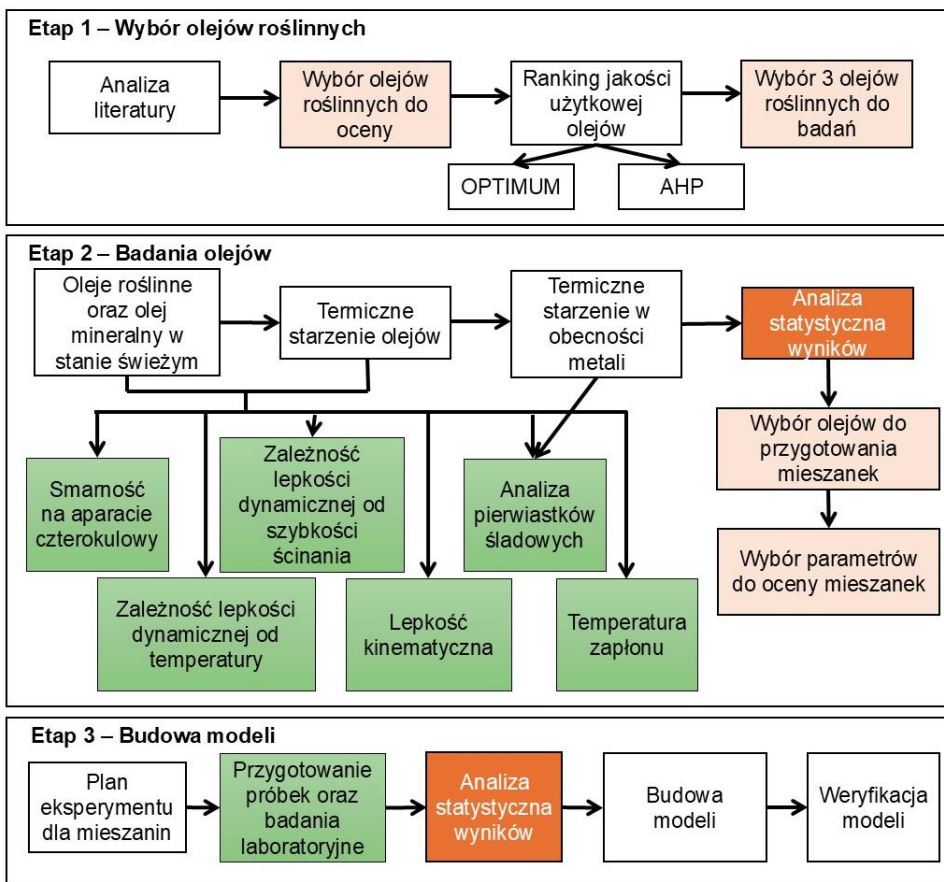 Etap 1 – Wybór olejów roślinnych
Analiza
literatury
Wybór olejów
roślinnych do
oceny
Ranking jakości
użytkowej
olejów
Wybór 3 olejów
roślinnych do
badań
OPTIMUM
AHP
Etap 2 – Badania olejów
Oleje roślinne
oraz olej
mineralny w
stanie świeżym
Termiczne
starzenie olejów
Termiczne
starzenie w
obecności
metali
Analiza
statystyczna
wyników
Wybór olejów do
przygotowania
mieszanek
Wybór parametrów
do oceny mieszanek
Smarność
na aparacie
czterokulowy
Zależność
lepkości
dynamicznej od
szybkości
ścinania
Analiza
pierwiastków
śladowych
Zależność lepkości
dynamicznej od
temperatury
Lepkość
kinematyczna
Temperatura
zapłonu
Etap 3 – Budowa modeli
Plan
eksperymentu
dla mieszanin
Przygotowanie
próbek oraz
badania
laboratoryjne
Analiza
statystyczna
wyników
Budowa
modeli
Weryfikacja
modeli